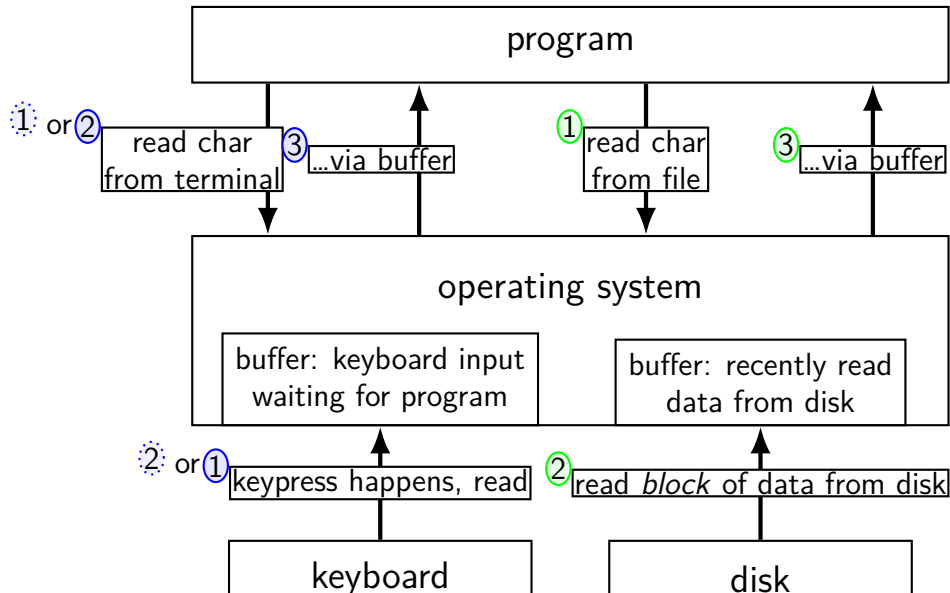 program
1 or 2
read char
from terminal
3
...via buffer
1
read char
from file
3
...via buffer
operating system
buffer: keyboard input
waiting for program
buffer: recently read
data from disk
2 or 1
keypress happens, read
2
read block of data from disk
keyboard
disk